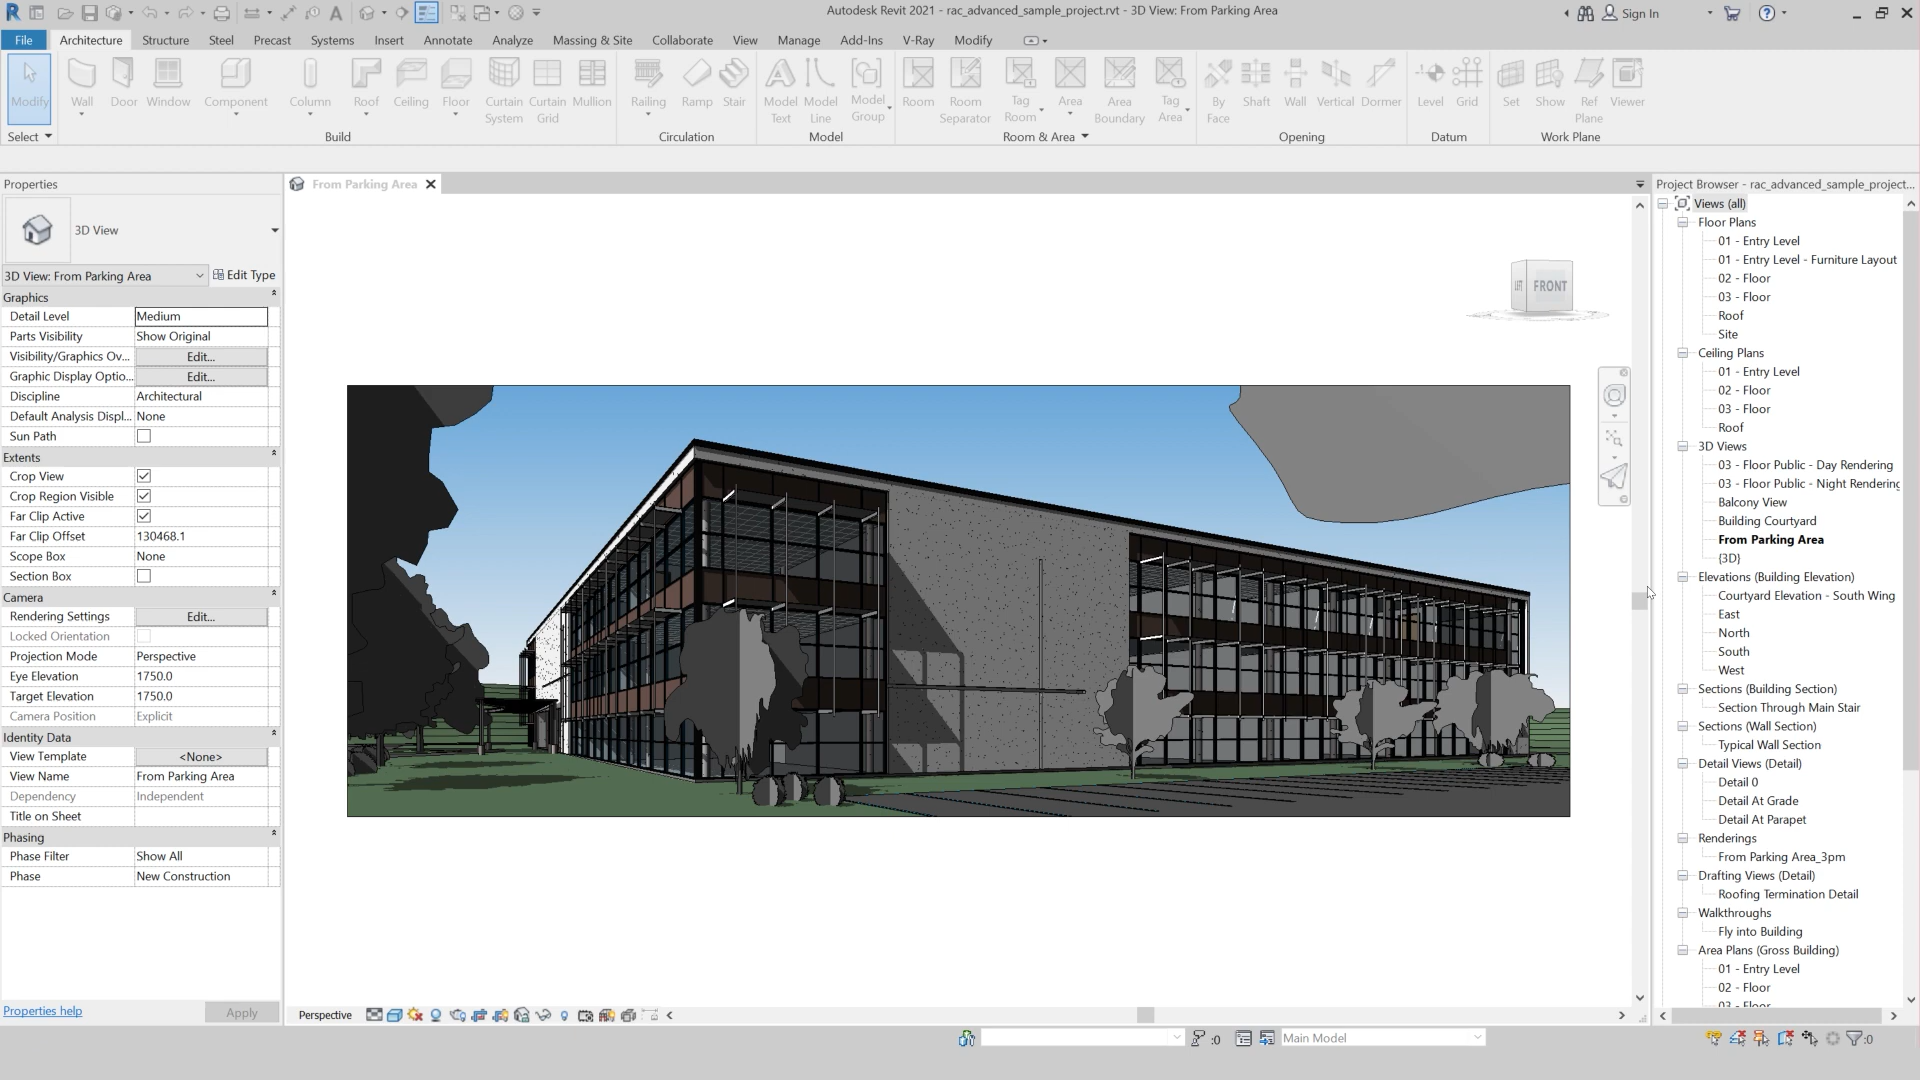 Autodesk Revit 2021 - rac_advanced_sample_project.rvt - 3D View: From Parking Area
Sign In
File Architecture Structure Steel Precast Systems Insert Annotate Analyze Massing & Site Collaborate View Manage Add-Ins V-Ray Modify
Modify
Wall
Door
Window
Component
Column
Roof
Ceiling
Floor
Curtain System
Curtain Grid
Mullion
Railing
Ramp
Stair
Model Text
Model Line
Model Group
Room
Room Separator
Tag Room
Area
Area Boundary
Tag Area
By Face
Shaft
Wall
Vertical
Dormer
Level
Grid
Set
Show
Ref Plane
Viewer
Select
Build
Circulation
Model
Room & Area
Opening
Datum
Work Plane
Properties
3D View
3D View: From Parking Area
Edit Type
Graphics
Detail Level Medium
Parts Visibility Show Original
Visibility/Graphics Ov... Edit...
Graphic Display Optio... Edit...
Discipline Architectural
Default Analysis Displ... None
Sun Path
Extents
Crop View
Crop Region Visible
Far Clip Active
Far Clip Offset 130468.1
Scope Box None
Section Box
Camera
Rendering Settings Edit...
Locked Orientation
Projection Mode Perspective
Eye Elevation 1750.0
Target Elevation 1750.0
Camera Position Explicit
Identity Data
View Template <None>
View Name From Parking Area
Dependency Independent
Title on Sheet
Phasing
Phase Filter Show All
Phase New Construction
Properties help
Apply
From Parking Area
LEFT
FRONT
Perspective
:0
Main Model
:0
Project Browser - rac_advanced_sample_project...
Views (all)
Floor Plans
01 - Entry Level
01 - Entry Level - Furniture Layout
02 - Floor
03 - Floor
Roof
Site
Ceiling Plans
01 - Entry Level
02 - Floor
03 - Floor
Roof
3D Views
03 - Floor Public - Day Rendering
03 - Floor Public - Night Rendering
Balcony View
Building Courtyard
From Parking Area
{3D}
Elevations (Building Elevation)
Courtyard Elevation - South Wing
East
North
South
West
Sections (Building Section)
Section Through Main Stair
Sections (Wall Section)
Typical Wall Section
Detail Views (Detail)
Detail 0
Detail At Grade
Detail At Parapet
Renderings
From Parking Area_3pm
Drafting Views (Detail)
Roofing Termination Detail
Walkthroughs
Fly into Building
Area Plans (Gross Building)
01 - Entry Level
02 - Floor
03 - Floor